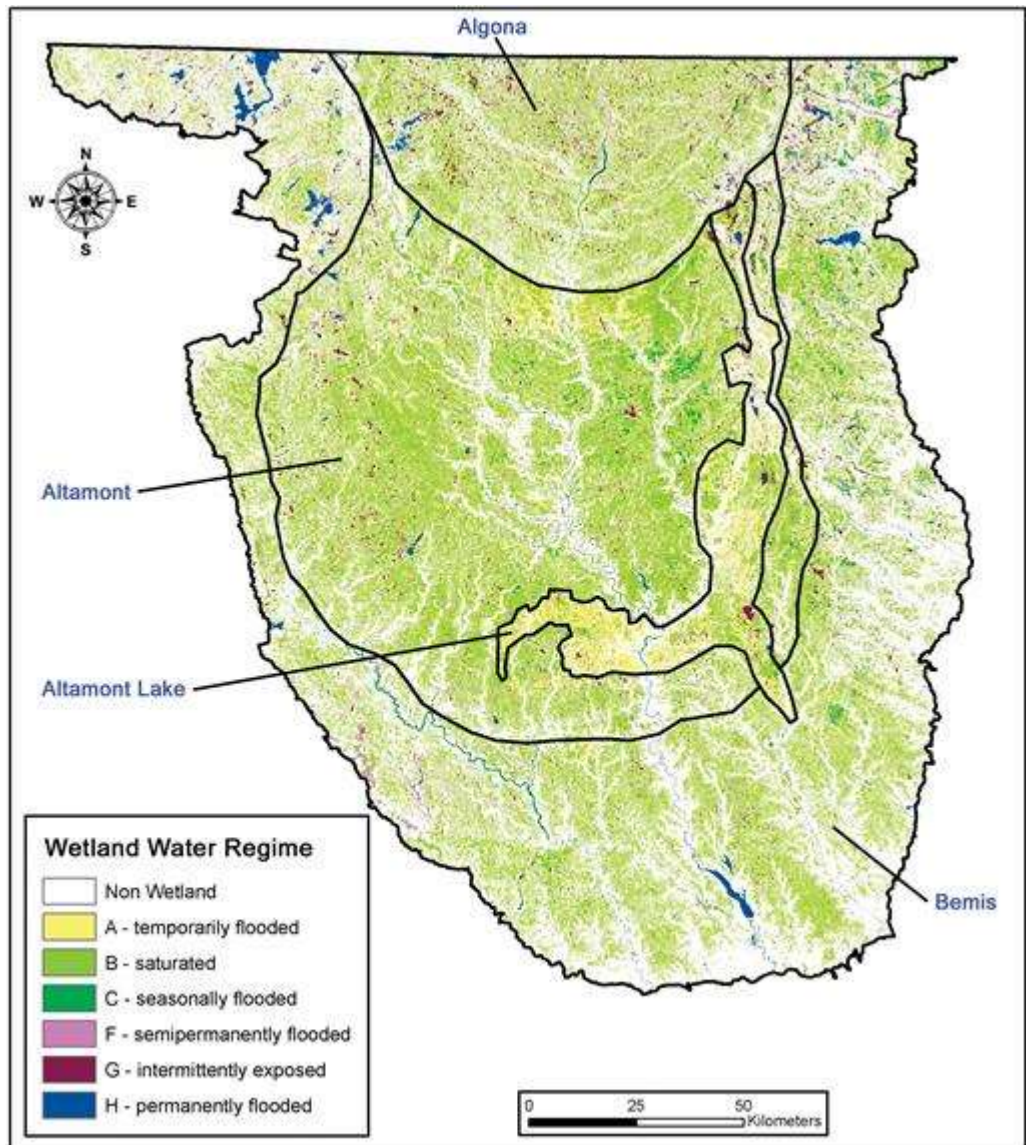 Algona
N
W E
S
Altamont
Altamont Lake
Bemis
Wetland Water Regime
Non Wetland
A - temporarily flooded
B - saturated
C - seasonally flooded
F - semipermanently flooded
G - intermittently exposed
H - permanently flooded
0 25 50
Kilometers